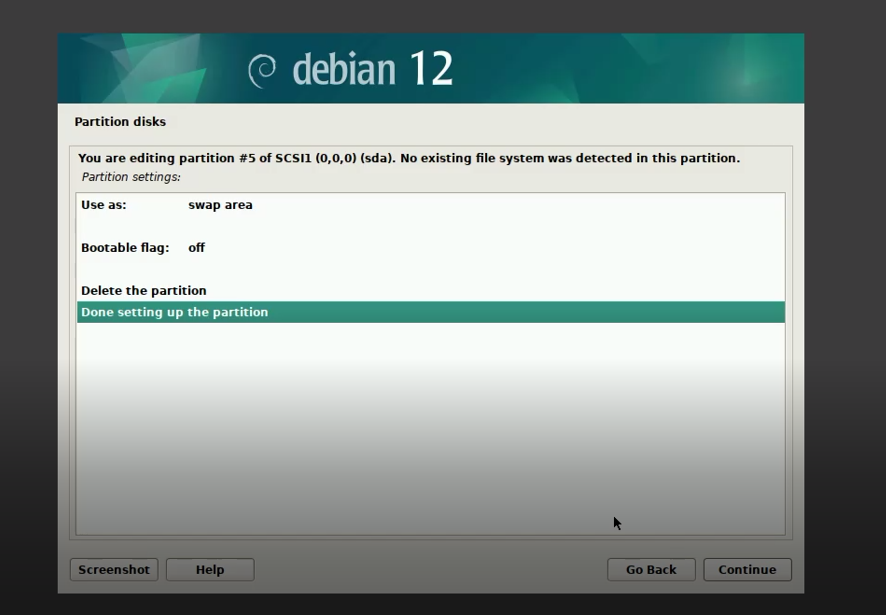 debian 12
Partition disks
You are editing partition #5 of SCSI1 (0,0,0) (sda). No existing file system was detected in this partition.
Partition settings:
Use as: swap area
Bootable flag: off
Delete the partition
Done setting up the partition
Screenshot Help Go Back Continue